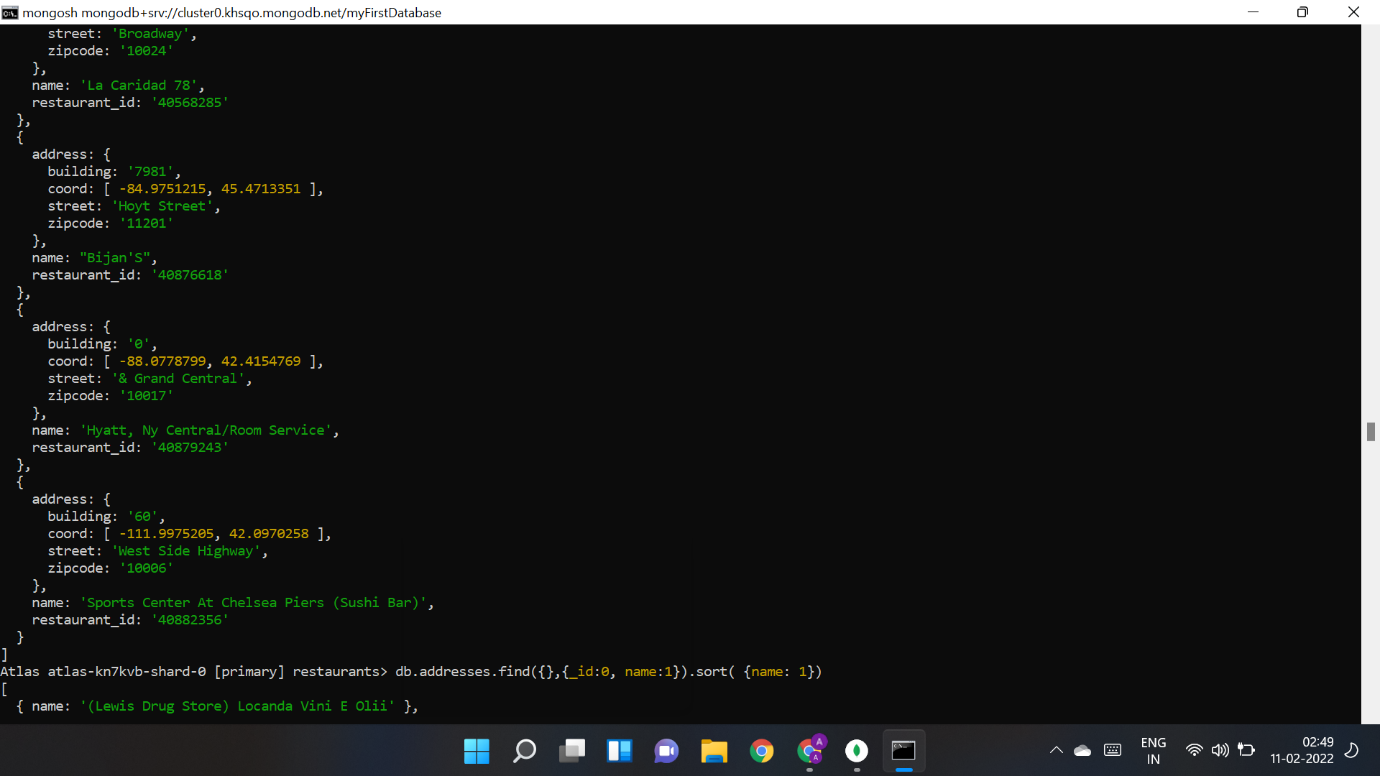 mongosh mongodb+srv://cluster0.khsqo.mongodb.net/myFirstDatabase
street: 'Broadway',
zipcode: '10024'
},
name: 'La Caridad 78',
restaurant_id: '40568285'
},
{
address: {
building: '7981',
coord: [ -84.9751215, 45.4713351 ],
street: 'Hoyt Street',
zipcode: '11201'
},
name: "Bijan'S",
restaurant_id: '40876618'
},
{
address: {
building: '0',
coord: [ -88.0778799, 42.4154769 ],
street: '& Grand Central',
zipcode: '10017'
},
name: 'Hyatt, Ny Central/Room Service',
restaurant_id: '40879243'
},
{
address: {
building: '60',
coord: [ -111.9975205, 42.0970258 ],
street: 'West Side Highway',
zipcode: '10006'
},
name: 'Sports Center At Chelsea Piers (Sushi Bar)',
restaurant_id: '40882356'
}
]
Atlas atlas-kn7kvb-shard-0 [primary] restaurants> db.addresses.find({},{_id:0, name:1}).sort( {name: 1})
[
{ name: '(Lewis Drug Store) Locanda Vini E Olii' },
A
A
ENG
IN
02:49
11-02-2022